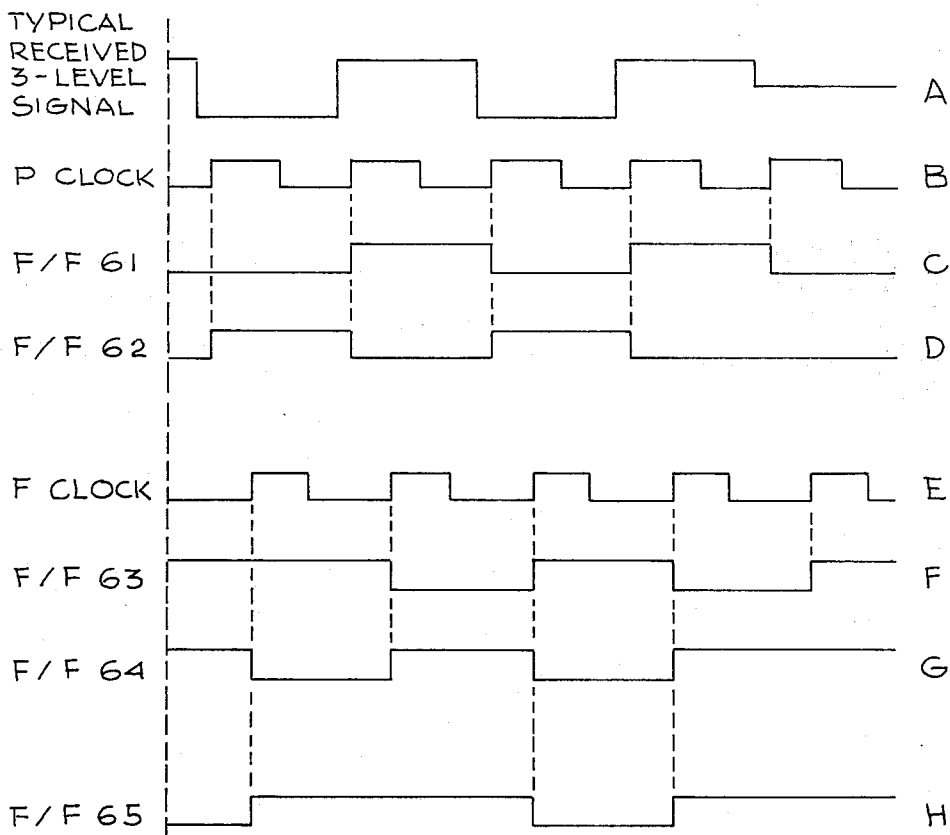 TYPICAL
RECEIVED
3-LEVEL
SIGNAL
A
P CLOCK
B
F/F 61
C
F/F 62
D
F CLOCK
E
F/F 63
F
F/F 64
G
F/F 65
H